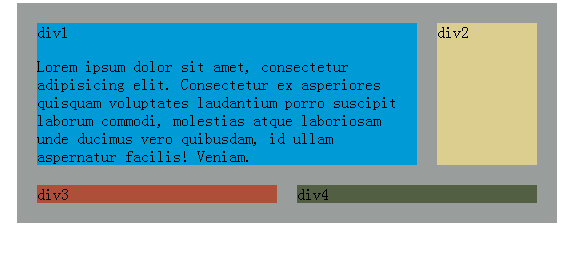 div1
Lorem ipsum dolor sit amet, consectetur
adipisicing elit. Consectetur ex asperiores
quisquam voluptates laudantium porro suscipit
laborum commodi, molestias atque laboriosam
unde ducimus vero quibusdam, id ullam
aspernatur facilis! Veniam.
div2
div3
div4